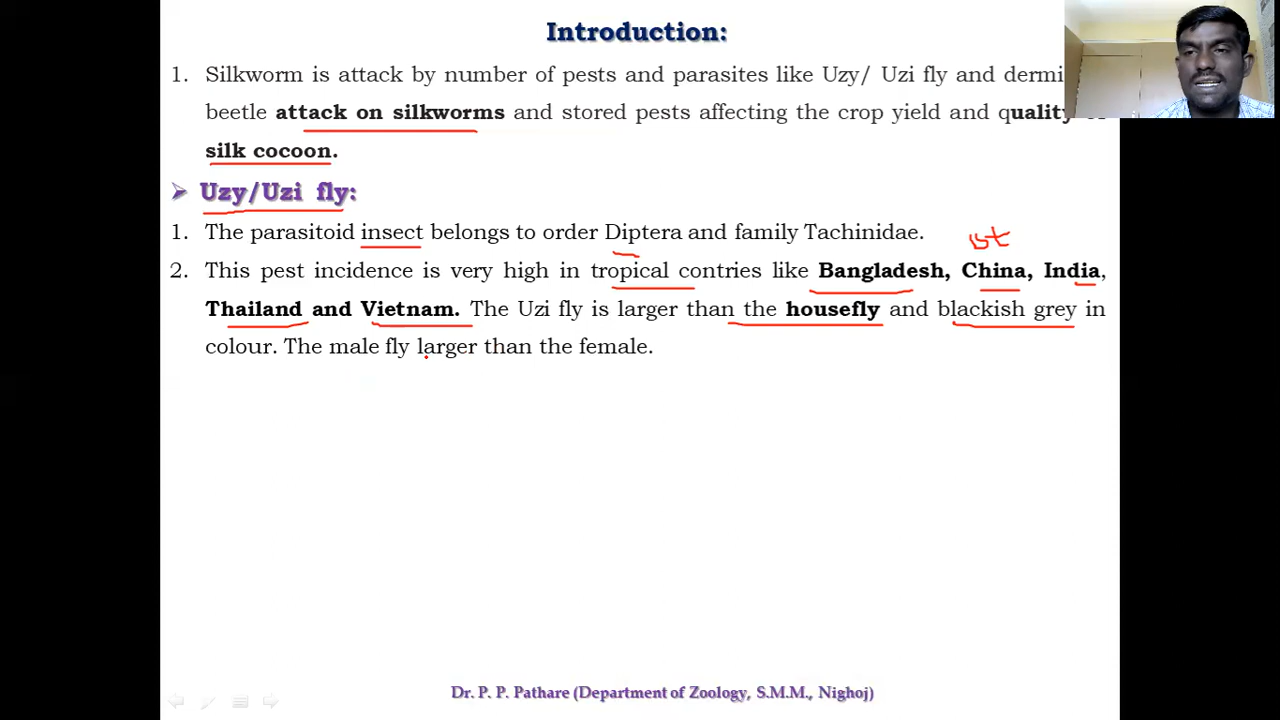 Introduction:
1. Silkworm is attack by number of pests and parasites like Uzy/ Uzi fly and dermi
beetle attack on silkworms and stored pests affecting the crop yield and quality
silk cocoon.
➢ Uzy/Uzi fly:
1. The parasitoid insect belongs to order Diptera and family Tachinidae.
2. This pest incidence is very high in tropical contries like Bangladesh, China, India,
Thailand and Vietnam. The Uzi fly is larger than the housefly and blackish grey in
colour. The male fly larger than the female.
Dr. P. P. Pathare (Department of Zoology, S.M.M., Nighoj)